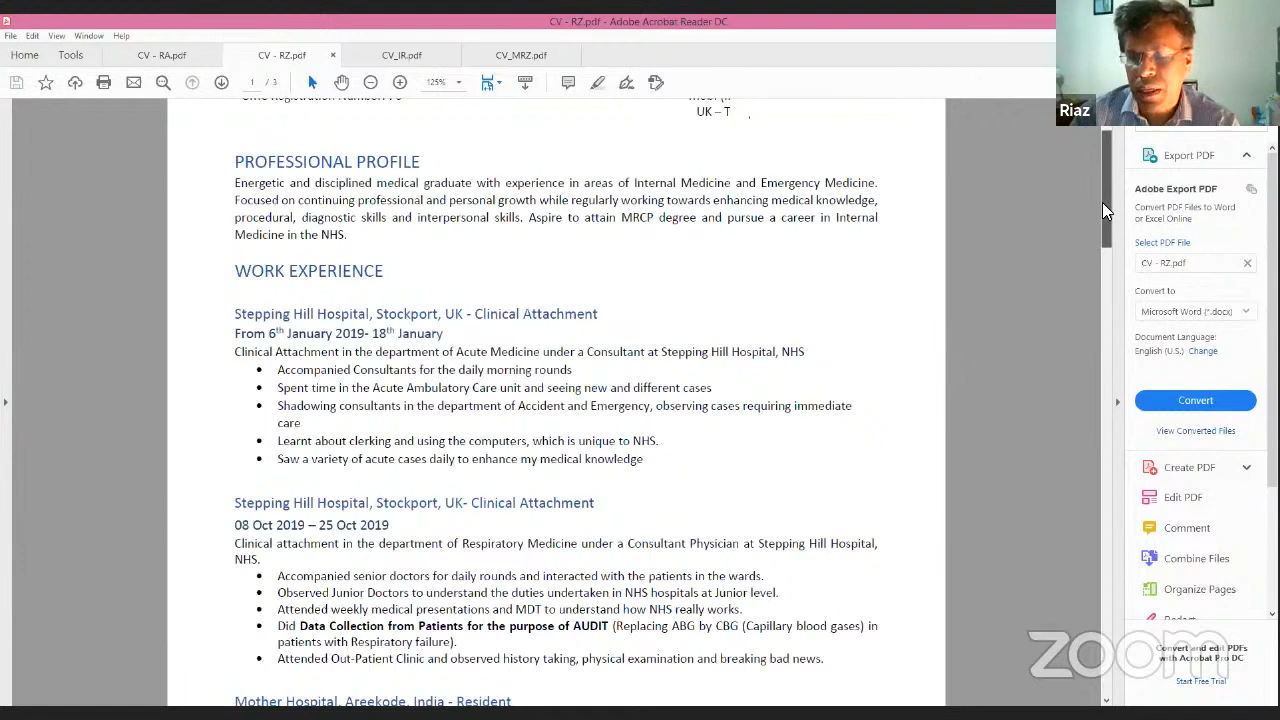 CV - RZ.pdf - Adobe Acrobat Reader DC
File Edit View Window Help
Home Tools CV - RA.pdf CV - RZ.pdf × CV_IR.pdf CV_MRZ.pdf
1 / 3 125%
UK – T
Riaz
PROFESSIONAL PROFILE
Energetic and disciplined medical graduate with experience in areas of Internal Medicine and Emergency Medicine.
Focused on continuing professional and personal growth while regularly working towards enhancing medical knowledge,
procedural, diagnostic skills and interpersonal skills. Aspire to attain MRCP degree and pursue a career in Internal
Medicine in the NHS.
WORK EXPERIENCE
Stepping Hill Hospital, Stockport, UK - Clinical Attachment
From 6th January 2019- 18th January
Clinical Attachment in the department of Acute Medicine under a Consultant at Stepping Hill Hospital, NHS
• Accompanied Consultants for the daily morning rounds
• Spent time in the Acute Ambulatory Care unit and seeing new and different cases
• Shadowing consultants in the department of Accident and Emergency, observing cases requiring immediate
care
• Learnt about clerking and using the computers, which is unique to NHS.
• Saw a variety of acute cases daily to enhance my medical knowledge
Stepping Hill Hospital, Stockport, UK- Clinical Attachment
08 Oct 2019 – 25 Oct 2019
Clinical attachment in the department of Respiratory Medicine under a Consultant Physician at Stepping Hill Hospital,
NHS.
• Accompanied senior doctors for daily rounds and interacted with the patients in the wards.
• Observed Junior Doctors to understand the duties undertaken in NHS hospitals at Junior level.
• Attended weekly medical presentations and MDT to understand how NHS really works.
• Did Data Collection from Patients for the purpose of AUDIT (Replacing ABG by CBG (Capillary blood gases) in
patients with Respiratory failure).
• Attended Out-Patient Clinic and observed history taking, physical examination and breaking bad news.
Mother Hospital, Areekode, India - Resident
Export PDF
Adobe Export PDF
Convert PDF Files to Word
or Excel Online
Select PDF File
CV - RZ.pdf
Convert to
Microsoft Word (*.docx)
Document Language:
English (U.S.) Change
Convert
View Converted Files
Create PDF
Edit PDF
Comment
Combine Files
Organize Pages
Redact
Convert and edit PDFs
with Acrobat Pro DC
Start Free Trial
zoom